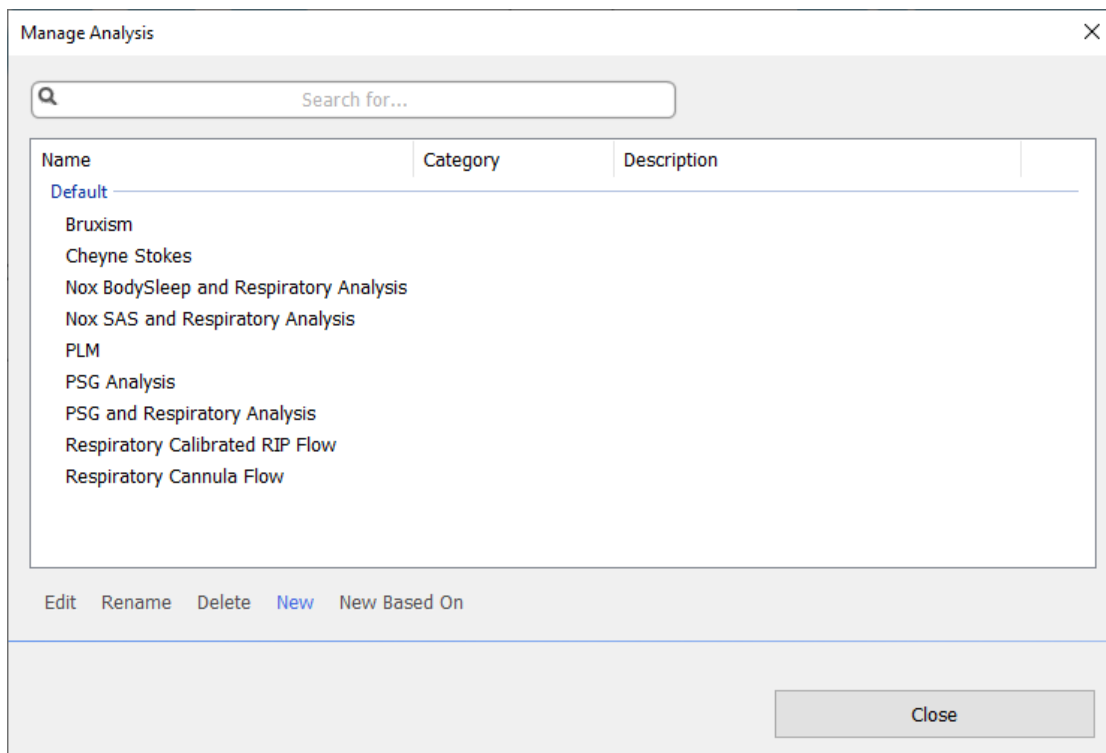 Manage Analysis
Search for...
Name Category Description
Default
Bruxism
Cheyne Stokes
Nox BodySleep and Respiratory Analysis
Nox SAS and Respiratory Analysis
PLM
PSG Analysis
PSG and Respiratory Analysis
Respiratory Calibrated RIP Flow
Respiratory Cannula Flow
Edit Rename Delete New New Based On
Close